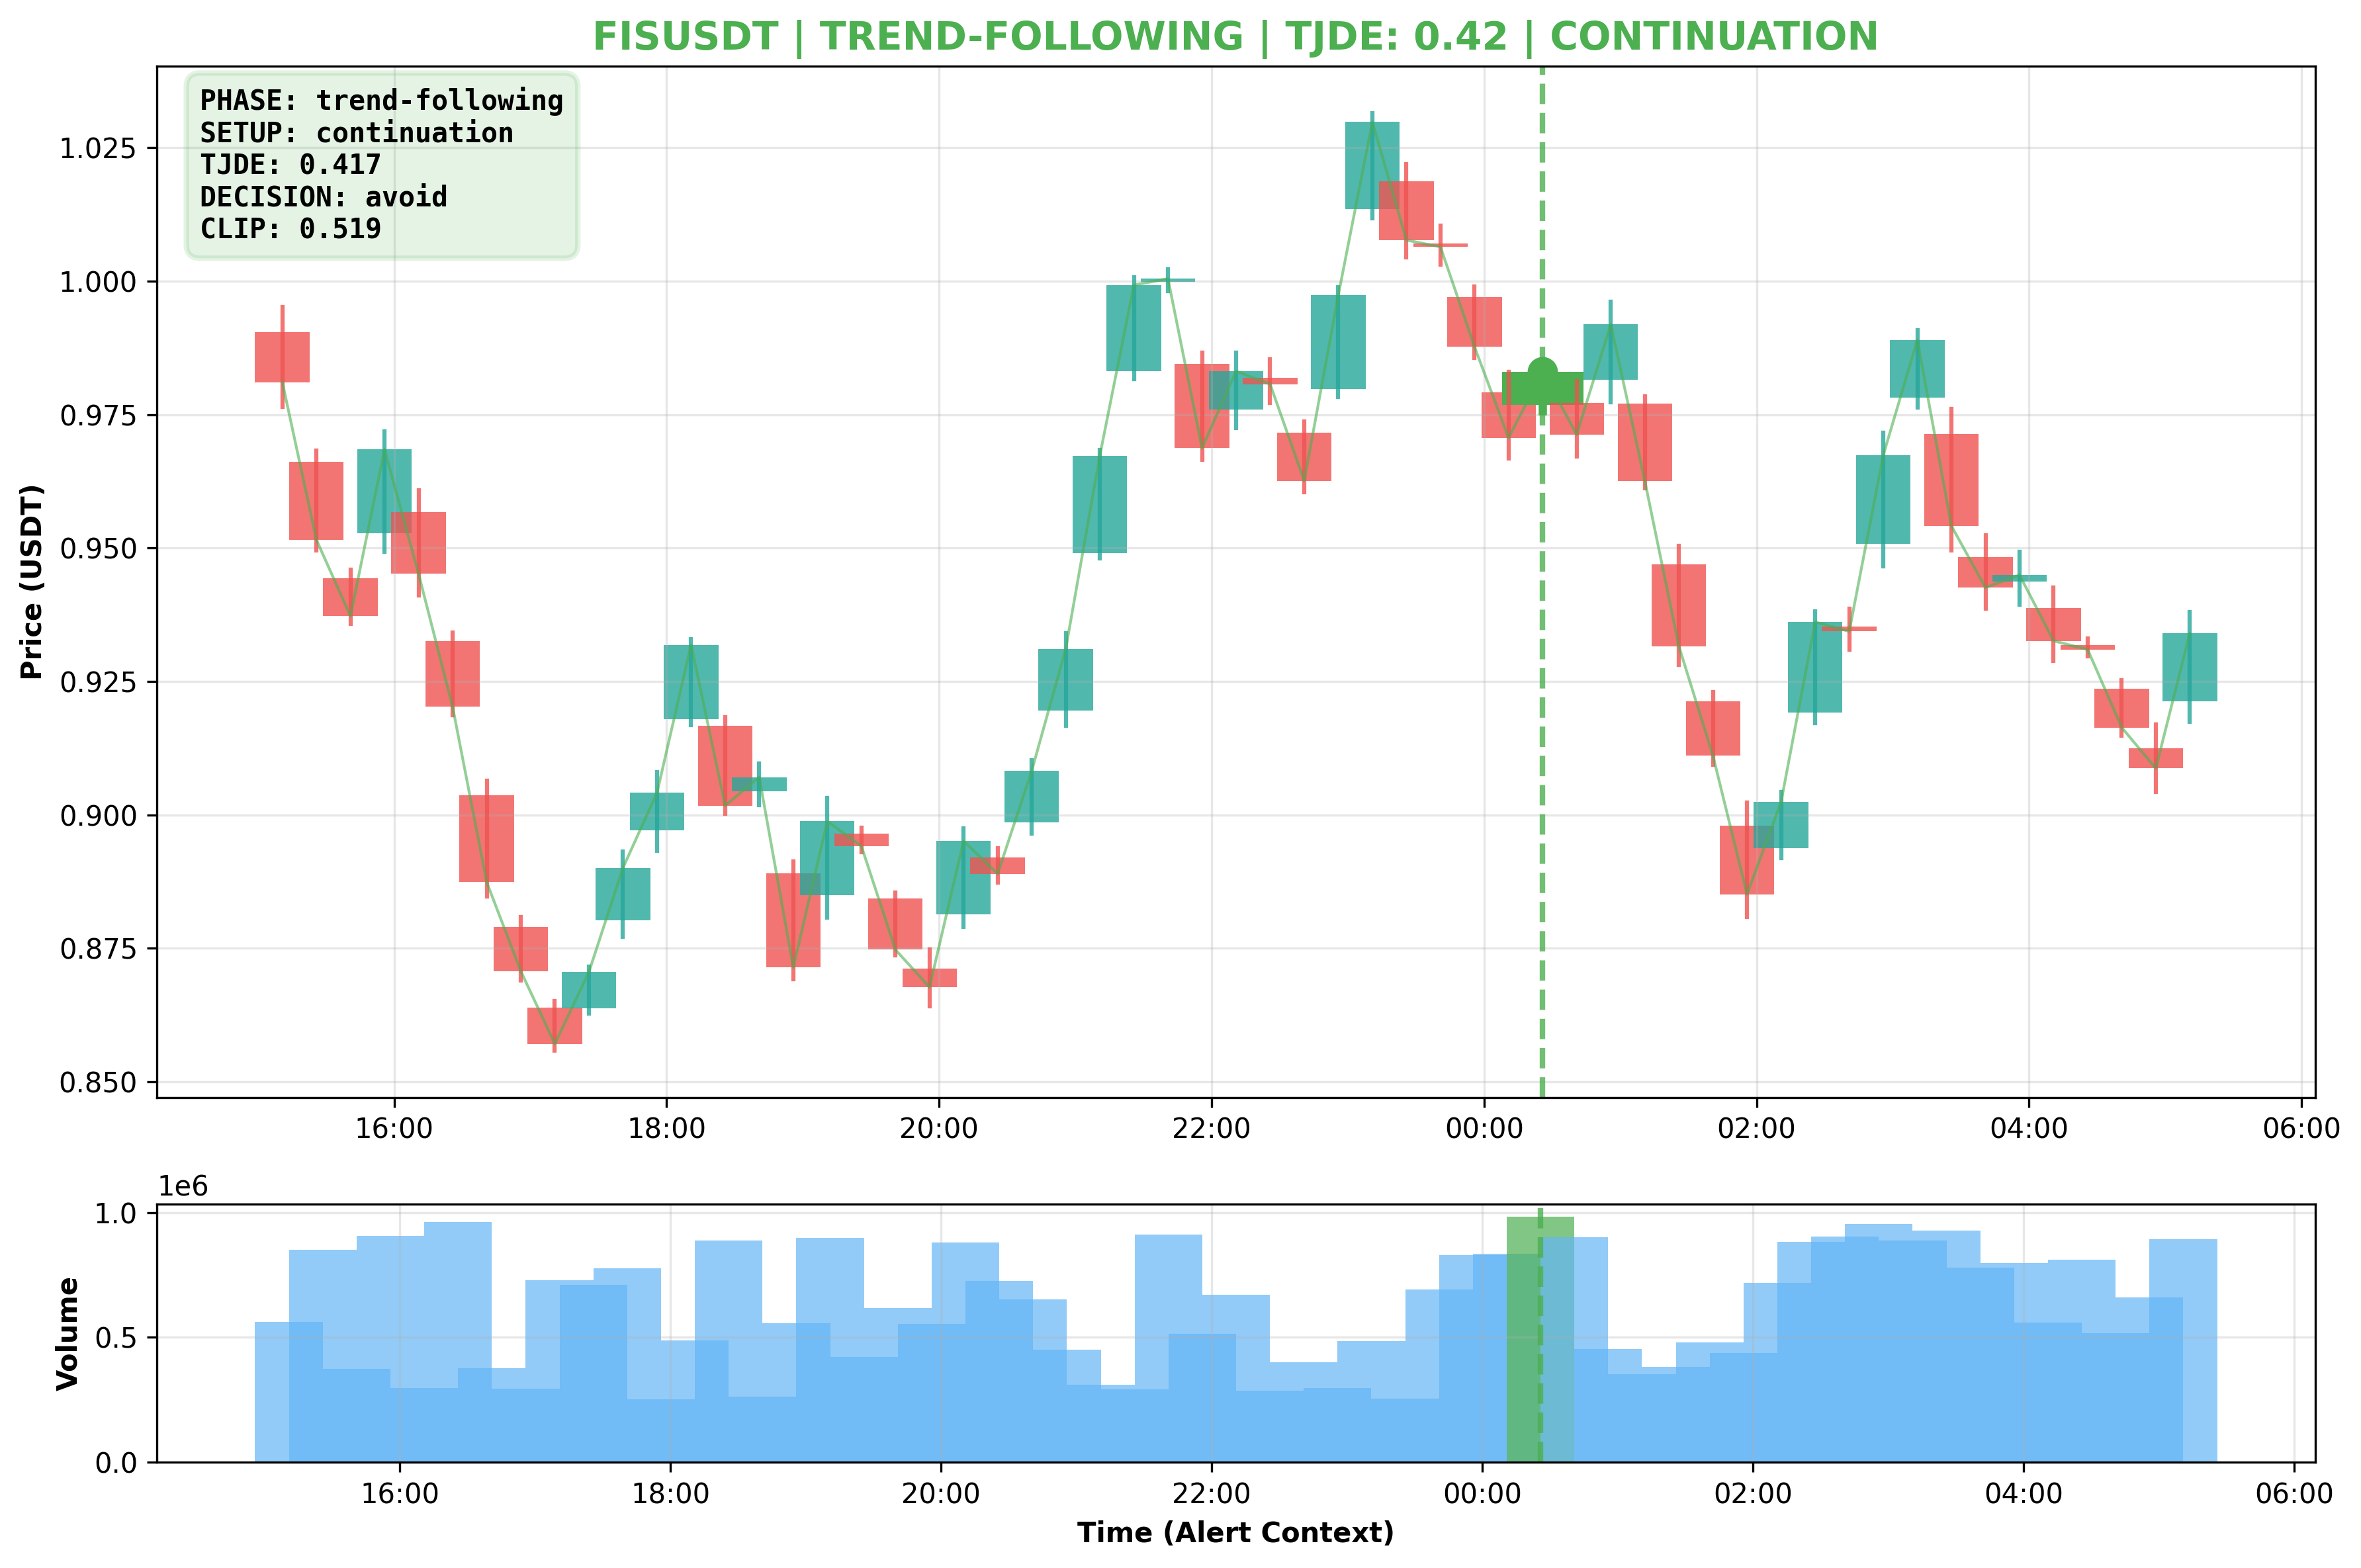 FISUSDT | TREND-FOLLOWING | TJDE: 0.42 | CONTINUATION
PHASE: trend-following
SETUP: continuation
TJDE: 0.417
DECISION: avoid
CLIP: 0.519
Price (USDT)
1.025
1.000
0.975
0.950
0.925
0.900
0.875
0.850
16:00 18:00 20:00 22:00 00:00 02:00 04:00 06:00
1e6
Volume
1.0
0.5
0.0
16:00 18:00 20:00 22:00 00:00 02:00 04:00 06:00
Time (Alert Context)